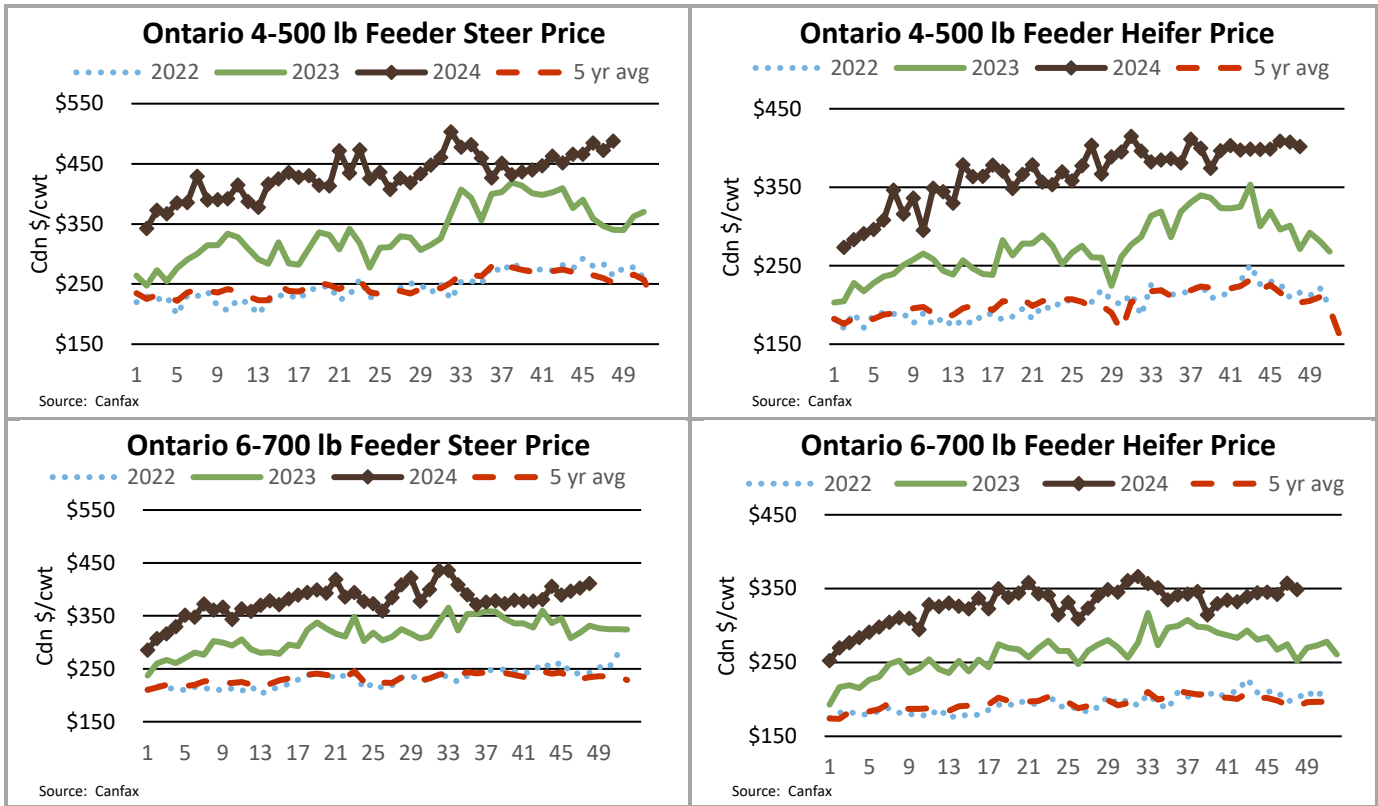 Ontario 4-500 lb Feeder Steer Price
2022 2023 2024 5 yr avg
Cdn $/cwt
$550
$450
$350
$250
$150
1 5 9 13 17 21 25 29 33 37 41 45 49
Source: Canfax
Ontario 4-500 lb Feeder Heifer Price
2022 2023 2024 5 yr avg
Cdn $/cwt
$450
$350
$250
$150
1 5 9 13 17 21 25 29 33 37 41 45 49
Source: Canfax
Ontario 6-700 lb Feeder Steer Price
2022 2023 2024 5 yr avg
Cdn $/cwt
$550
$450
$350
$250
$150
1 5 9 13 17 21 25 29 33 37 41 45 49
Source: Canfax
Ontario 6-700 lb Feeder Heifer Price
2022 2023 2024 5 yr avg
Cdn $/cwt
$450
$350
$250
$150
1 5 9 13 17 21 25 29 33 37 41 45 49
Source: Canfax